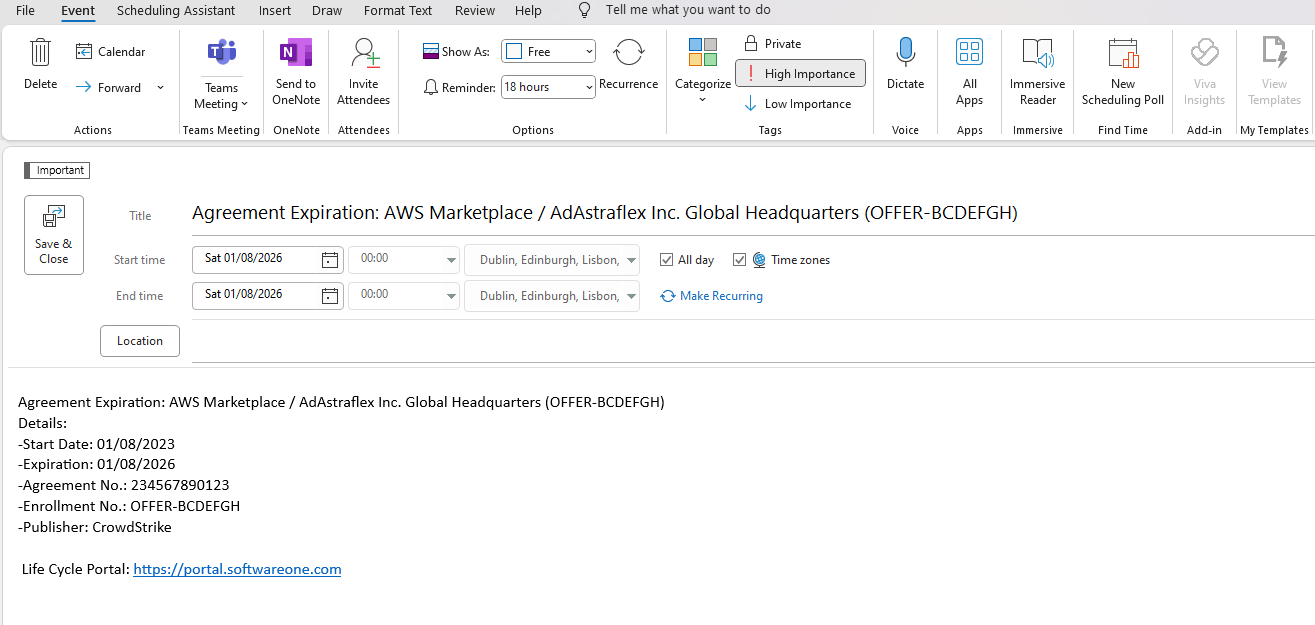 File Event Scheduling Assistant Insert Draw Format Text Review Help Tell me what you want to do
Delete
Calendar
Forward
Actions
Teams
Meeting
Teams Meeting
Send to
OneNote
OneNote
Invite
Attendees
Attendees
Show As: Free
Reminder: 18 hours
Recurrence
Options
Categorize
Private
High Importance
Low Importance
Tags
Dictate
Voice
All
Apps
Apps
Immersive
Reader
Immersive
New
Scheduling Poll
Find Time
Viva
Insights
Add-in
View
Templates
My Templates
Important
Save &
Close
Title Agreement Expiration: AWS Marketplace / AdAstraflex Inc. Global Headquarters (OFFER-BCDEFGH)
Start time Sat 01/08/2026 00:00 Dublin, Edinburgh, Lisbon, All day Time zones
End time Sat 01/08/2026 00:00 Dublin, Edinburgh, Lisbon, Make Recurring
Location
Agreement Expiration: AWS Marketplace / AdAstraflex Inc. Global Headquarters (OFFER-BCDEFGH)
Details:
-Start Date: 01/08/2023
-Expiration: 01/08/2026
-Agreement No.: 234567890123
-Enrollment No.: OFFER-BCDEFGH
-Publisher: CrowdStrike
Life Cycle Portal: https://portal.softwareone.com